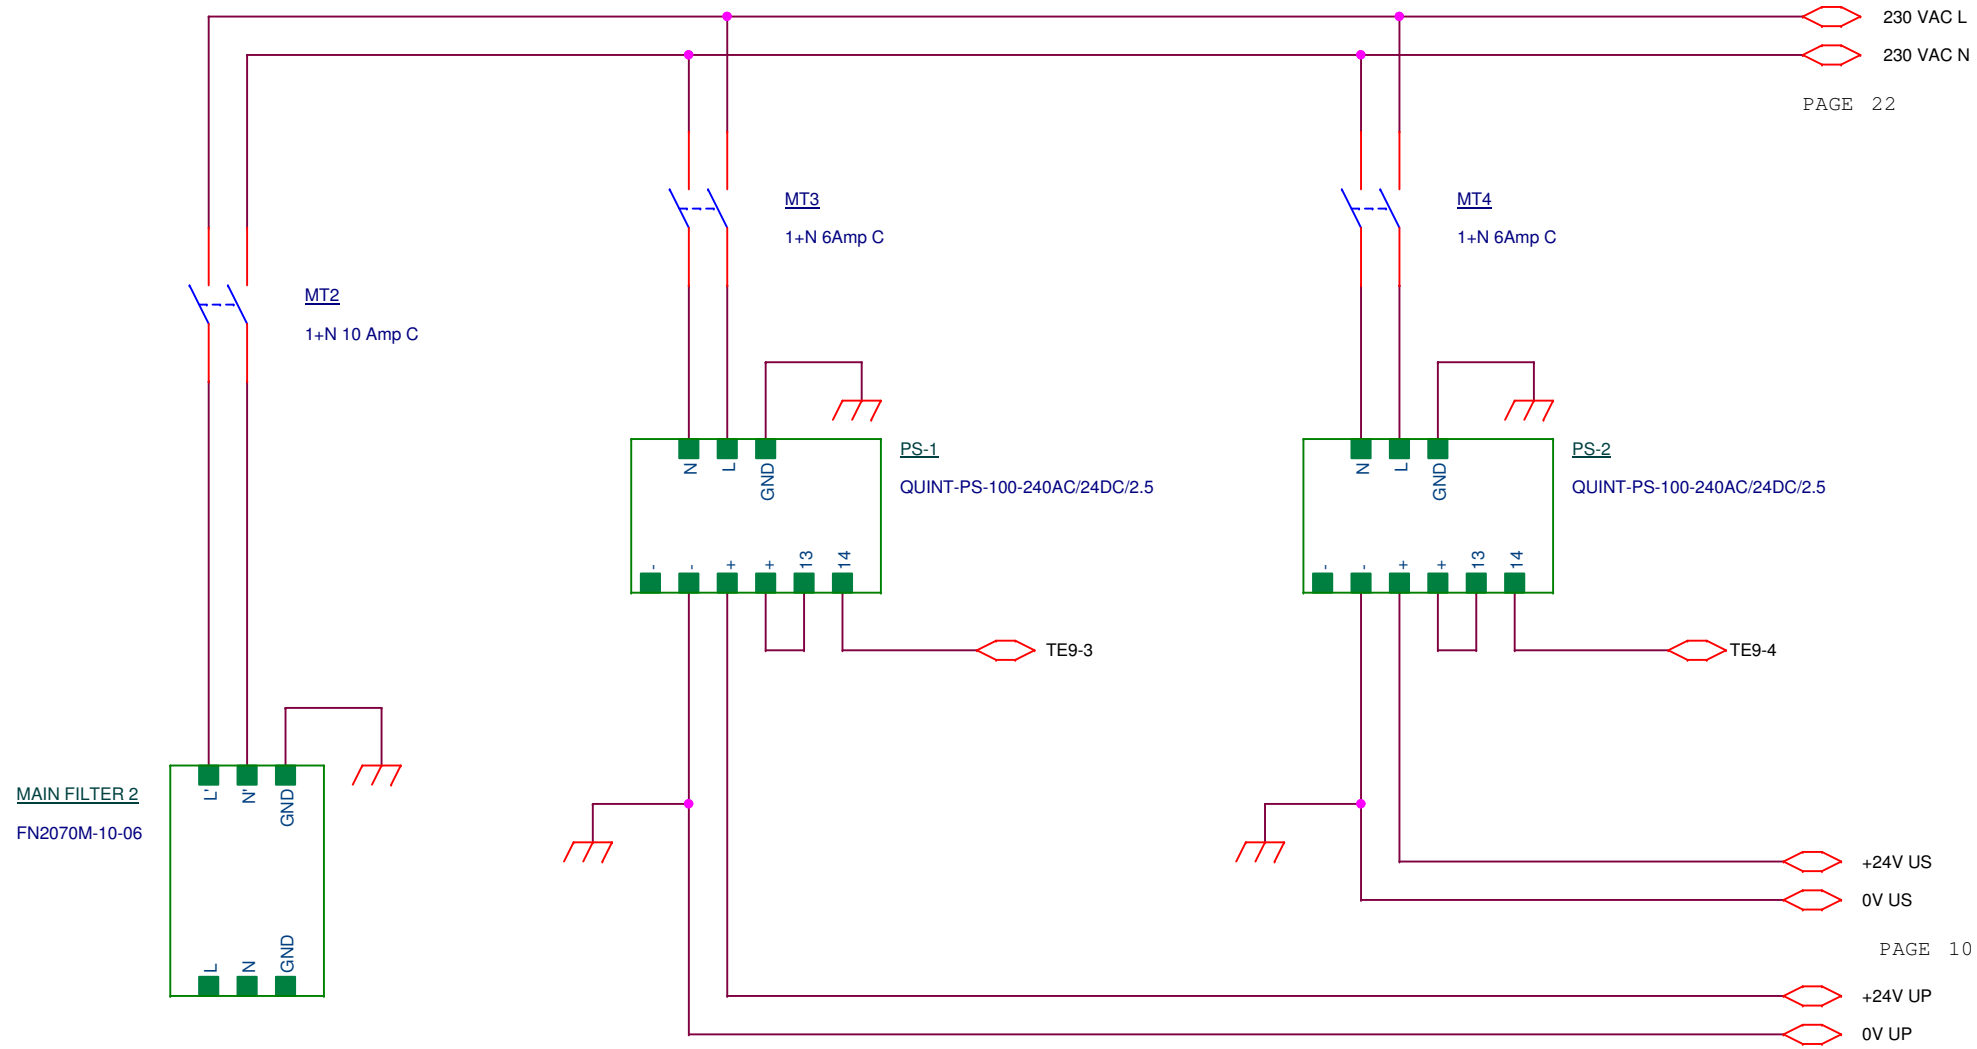 230 VAC L
230 VAC N
PAGE 22
MT3
1+N 6Amp C
MT4
1+N 6Amp C
MT2
1+N 10 Amp C
N L GND
PS-1
QUINT-PS-100-240AC/24DC/2.5
- - + + 13 14
TE9-3
N L GND
PS-2
QUINT-PS-100-240AC/24DC/2.5
- - + + 13 14
TE9-4
MAIN FILTER 2
FN2070M-10-06
L' N' GND
L N GND
+24V US
0V US
PAGE 10
+24V UP
0V UP